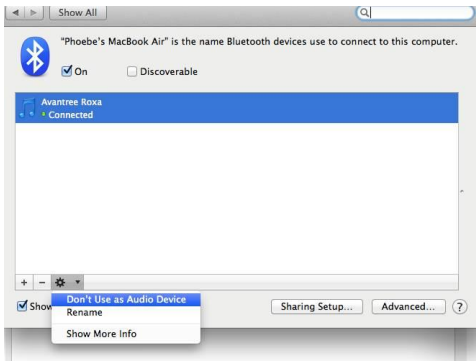 Show All
"Phoebe's MacBook Air" is the name Bluetooth devices use to connect to this computer.
On
Discoverable
Avantree Roxa
Connected
+ −
Don't Use as Audio Device
Rename
Show More Info
Show
Sharing Setup...
Advanced...
?